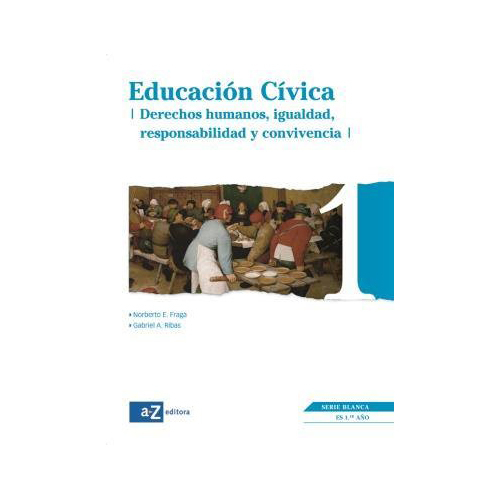 Educación Cívica
| Derechos humanos, igualdad,
responsabilidad y convivencia |
1
Norberto E. Fraga
Gabriel A. Ribas
SERIE BLANCA
a-Z editora
ES 1.er AÑO